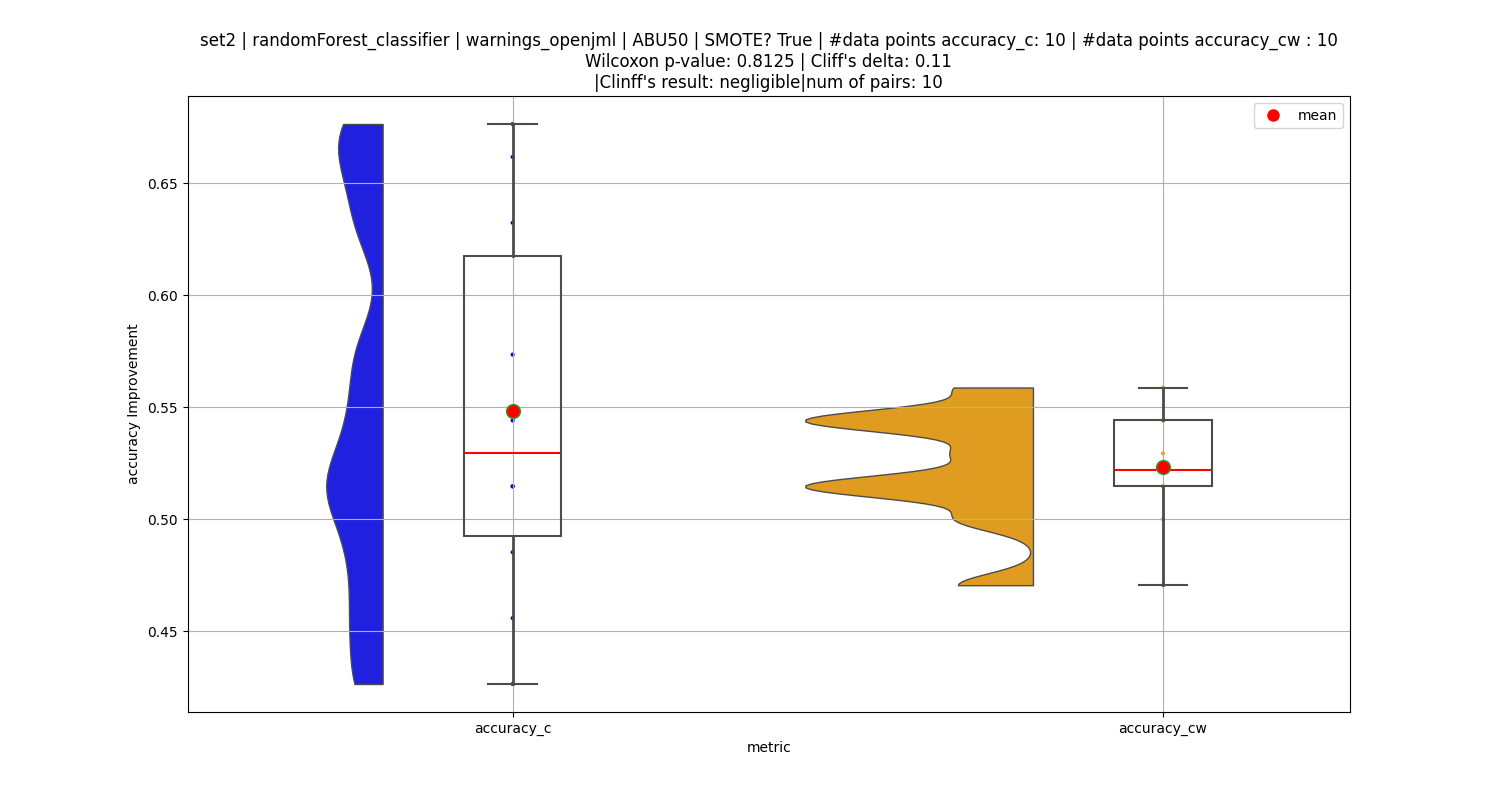 set2 | randomForest_classifier | warnings_openjml | ABU50 | SMOTE? True | #data points accuracy_c: 10 | #data points accuracy_cw : 10
Wilcoxon p-value: 0.8125 | Cliff's delta: 0.11
|Clinff's result: negligible|num of pairs: 10
mean
0.65
0.60
0.55
0.50
0.45
accuracy Improvement
accuracy_c
accuracy_cw
metric